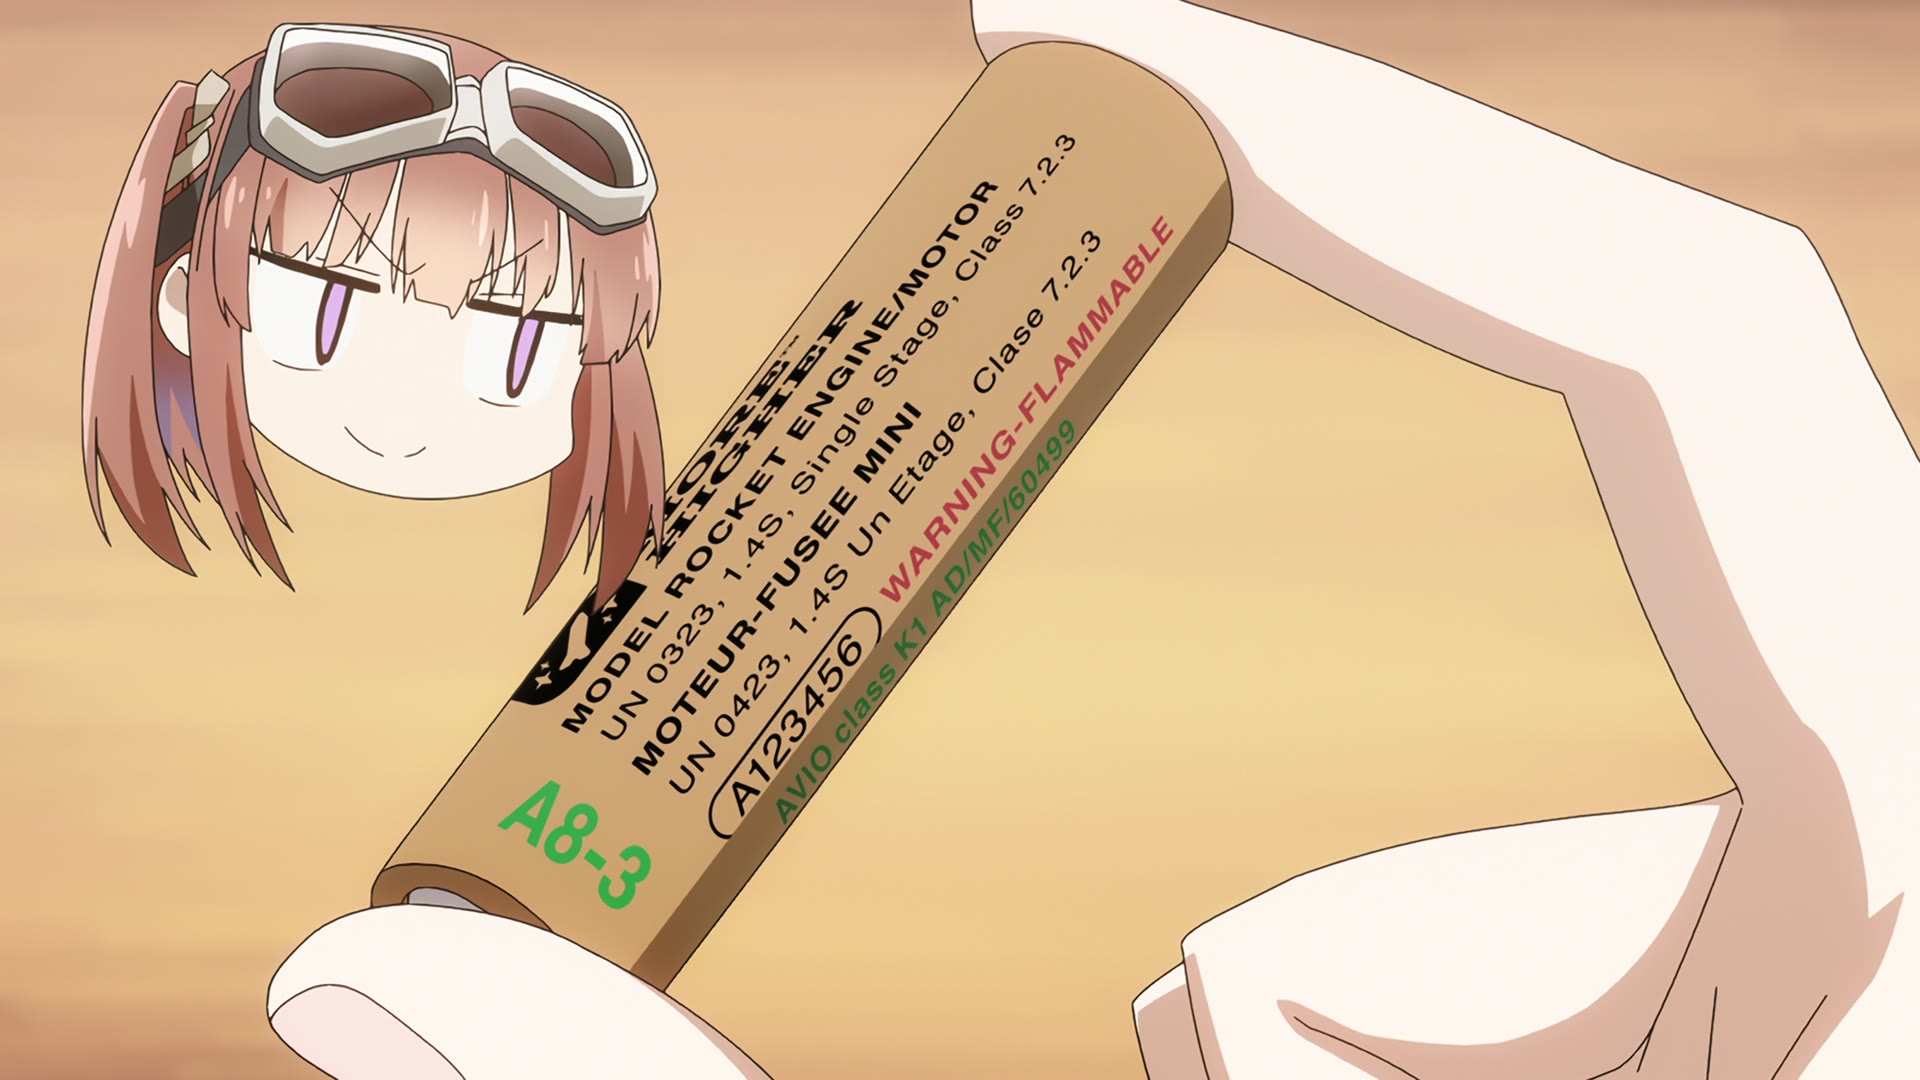 MORE™
HIGHER
MODEL ROCKET ENGINE/MOTOR
UN 0323, 1.4S, Single Stage, Class 7.2.3
MOTEUR-FUSEE MINI
UN 0423, 1.4S Un Etage, Clase 7.2.3
A123456 WARNING-FLAMMABLE
AVIO class K1 AD/MF/60499
A8-3